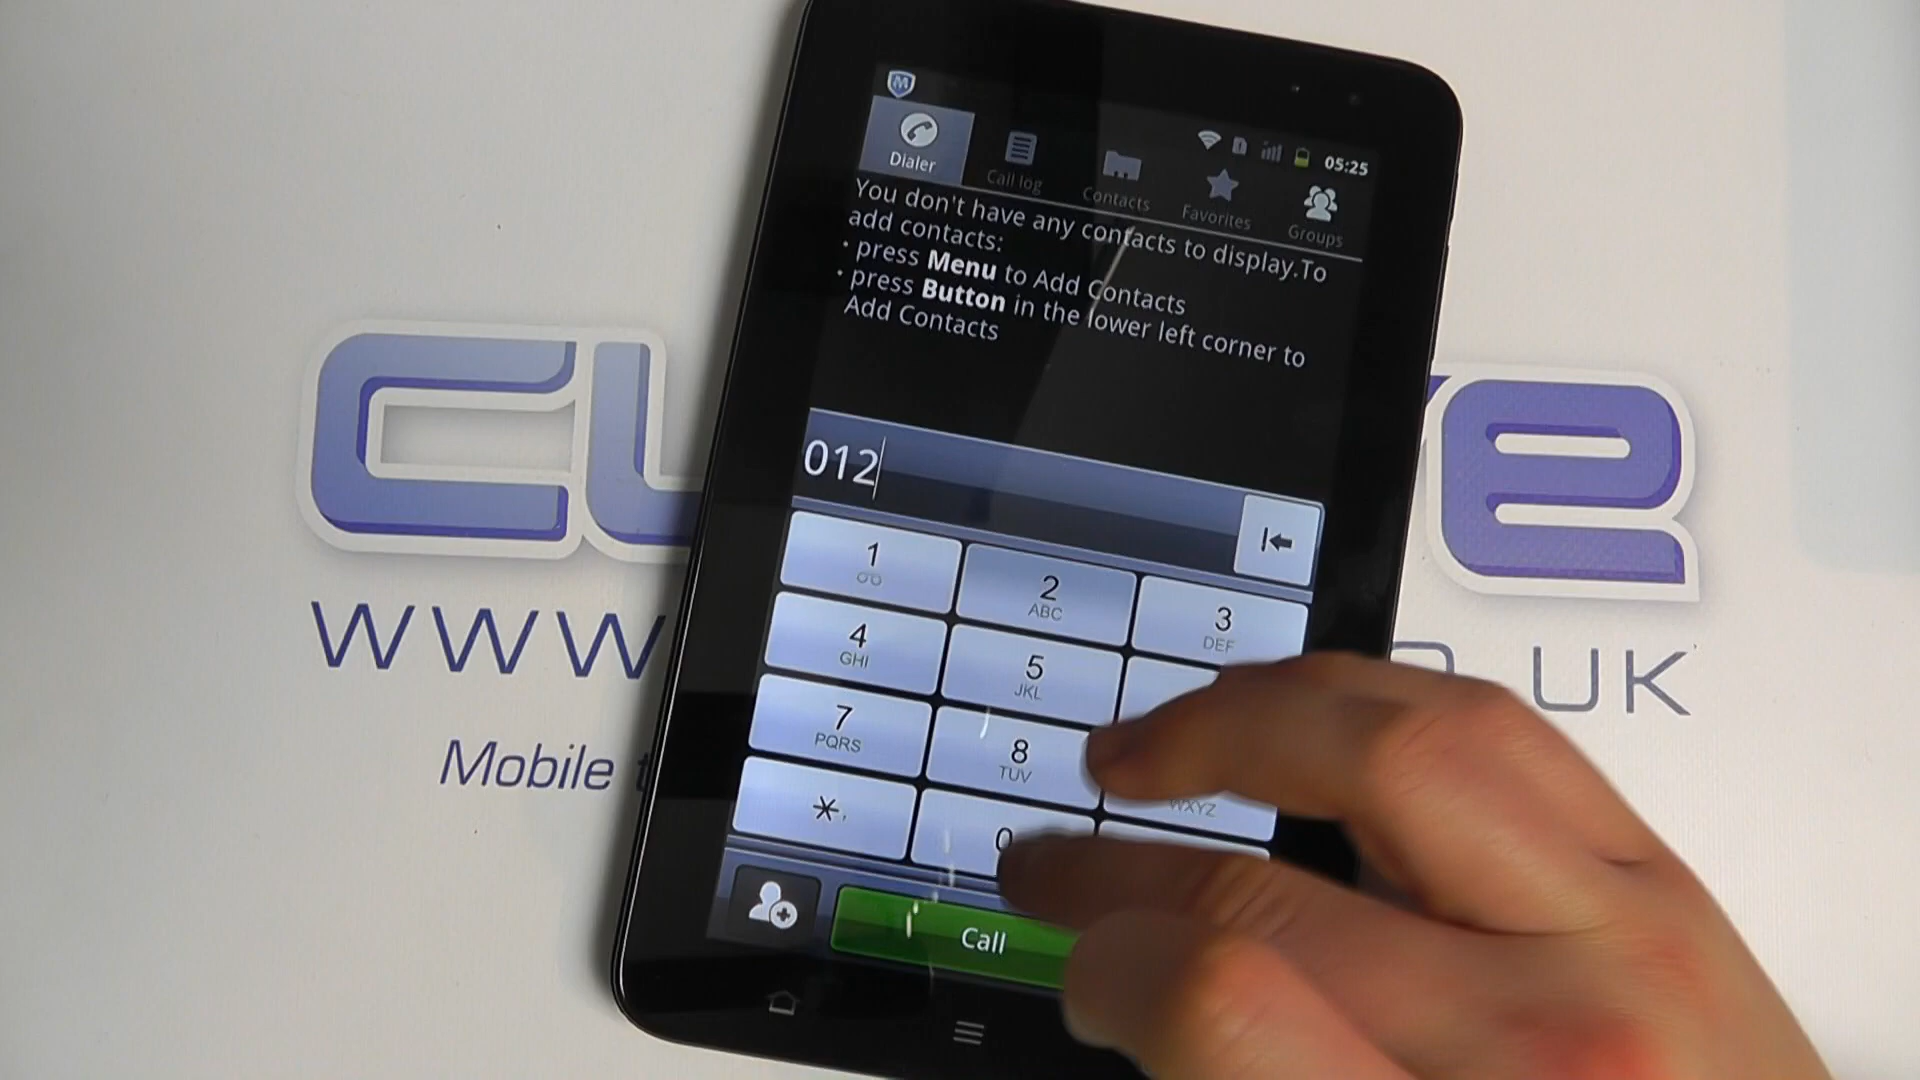 M
05:25
Dialer
Call log
Contacts
Favorites
Groups
You don't have any contacts to display.To
add contacts:
· press Menu to Add Contacts
· press Button in the lower left corner to
Add Contacts
012
1
2
ABC
3
DEF
4
GHI
5
JKL
7
PQRS
8
TUV
WXYZ
*,
0
Call
WWW
UK
Mobile